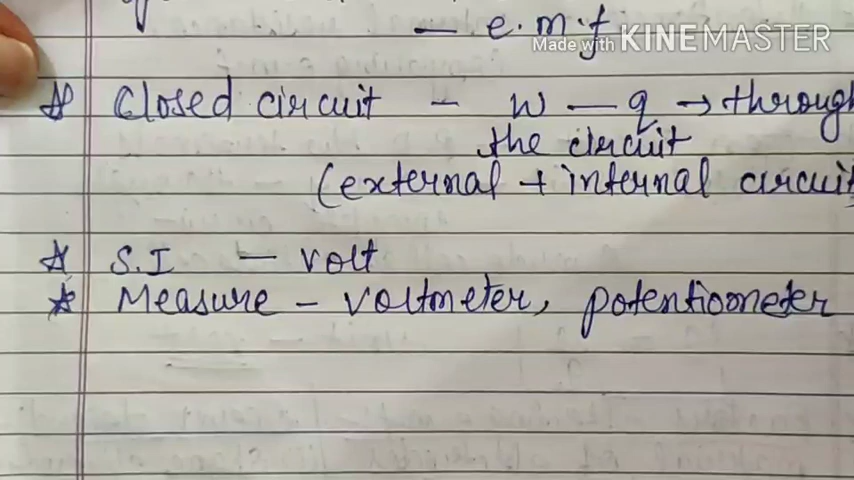 — e.m.f
Made with KINEMASTER
Closed circuit - W — q → through
the circuit
(external + internal circuit
S.I — volt
Measure - voltmeter, potentiometer